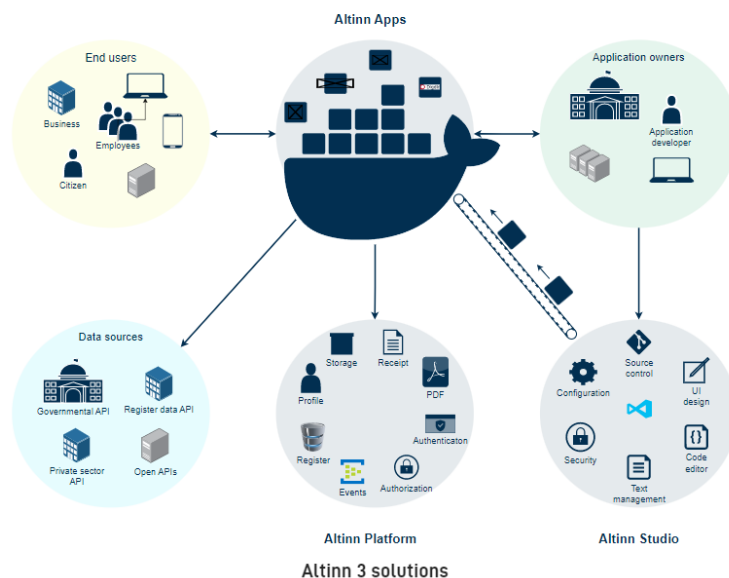 Altinn Apps
End users
Business
Employees
Citizen
Application owners
Application
developer
Data sources
Governmental API
Register data API
Private sector
API
Open APIs
Storage
Receipt
Profile
PDF
Authenticaton
Register
Events
Authorization
Source
control
Configuration
UI
design
Security
Code
editor
Text
management
Altinn Platform
Altinn Studio
Altinn 3 solutions